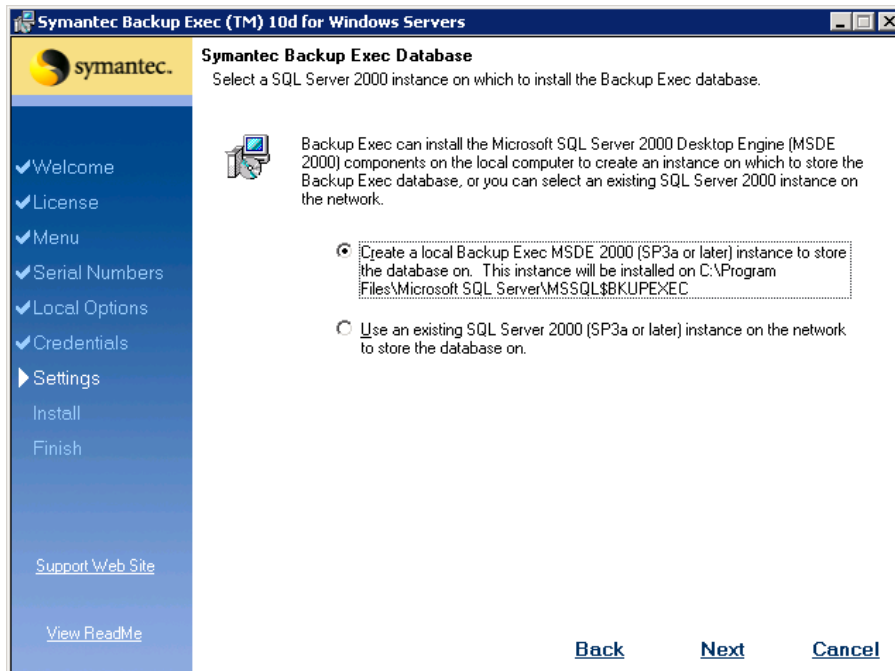 Symantec Backup Exec (TM) 10d for Windows Servers
symantec.
Symantec Backup Exec Database
Select a SQL Server 2000 instance on which to install the Backup Exec database.
Backup Exec can install the Microsoft SQL Server 2000 Desktop Engine (MSDE
2000) components on the local computer to create an instance on which to store the
Backup Exec database, or you can select an existing SQL Server 2000 instance on
the network.
Create a local Backup Exec MSDE 2000 (SP3a or later) instance to store
the database on.  This instance will be installed on C:\Program
Files\Microsoft SQL Server\MSSQL$BKUPEXEC
Use an existing SQL Server 2000 (SP3a or later) instance on the network
to store the database on.
Welcome
License
Menu
Serial Numbers
Local Options
Credentials
Settings
Install
Finish
Support Web Site
View ReadMe
Back Next Cancel